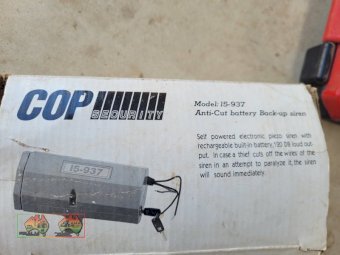 COP SECURITY
Model: IS-937
Anti-Cut battery Back-up siren
Self powered electronic piezo siren with
rechargeable built-in battery, 130 DB loud out
put. In case a thief cuts off the wires of the
siren in an attempt to paralyze it, the siren
will sound immediately.
IS-937